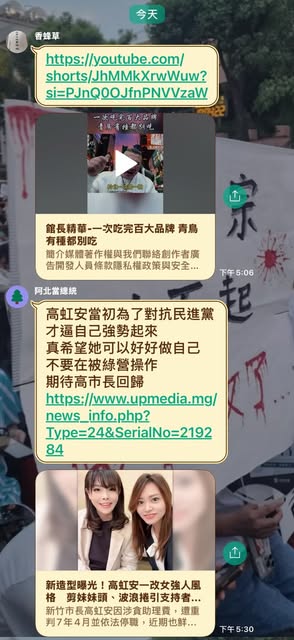 今天
香蜂草
https://youtube.com/
shorts/JhMMkXrwWuw?
si=PJnQ0OJfnPNVVzaW
一次吃完百大品牌
青鳥有種都別吃
館長精華-一次吃完百大品牌 青鳥
有種都別吃
簡介媒體著作權與我們聯絡創作者廣
告開發人員條款隱私權政策與安全...
下午5:06
阿北當總統
高虹安當初為了對抗民進黨
才逼自己強勢起來
真希望她可以好好做自己
不要在被綠營操作
期待高市長回歸
https://www.upmedia.mg/
news_info.php?
Type=24&SerialNo=2192
84
新造型曝光！高虹安一改女強人風
格 剪妹妹頭、波浪捲引支持者...
新竹市長高虹安因涉貪助理費，遭重
判7年4月並依法停職，近期也鮮...
下午5:30
宗
不起
了...